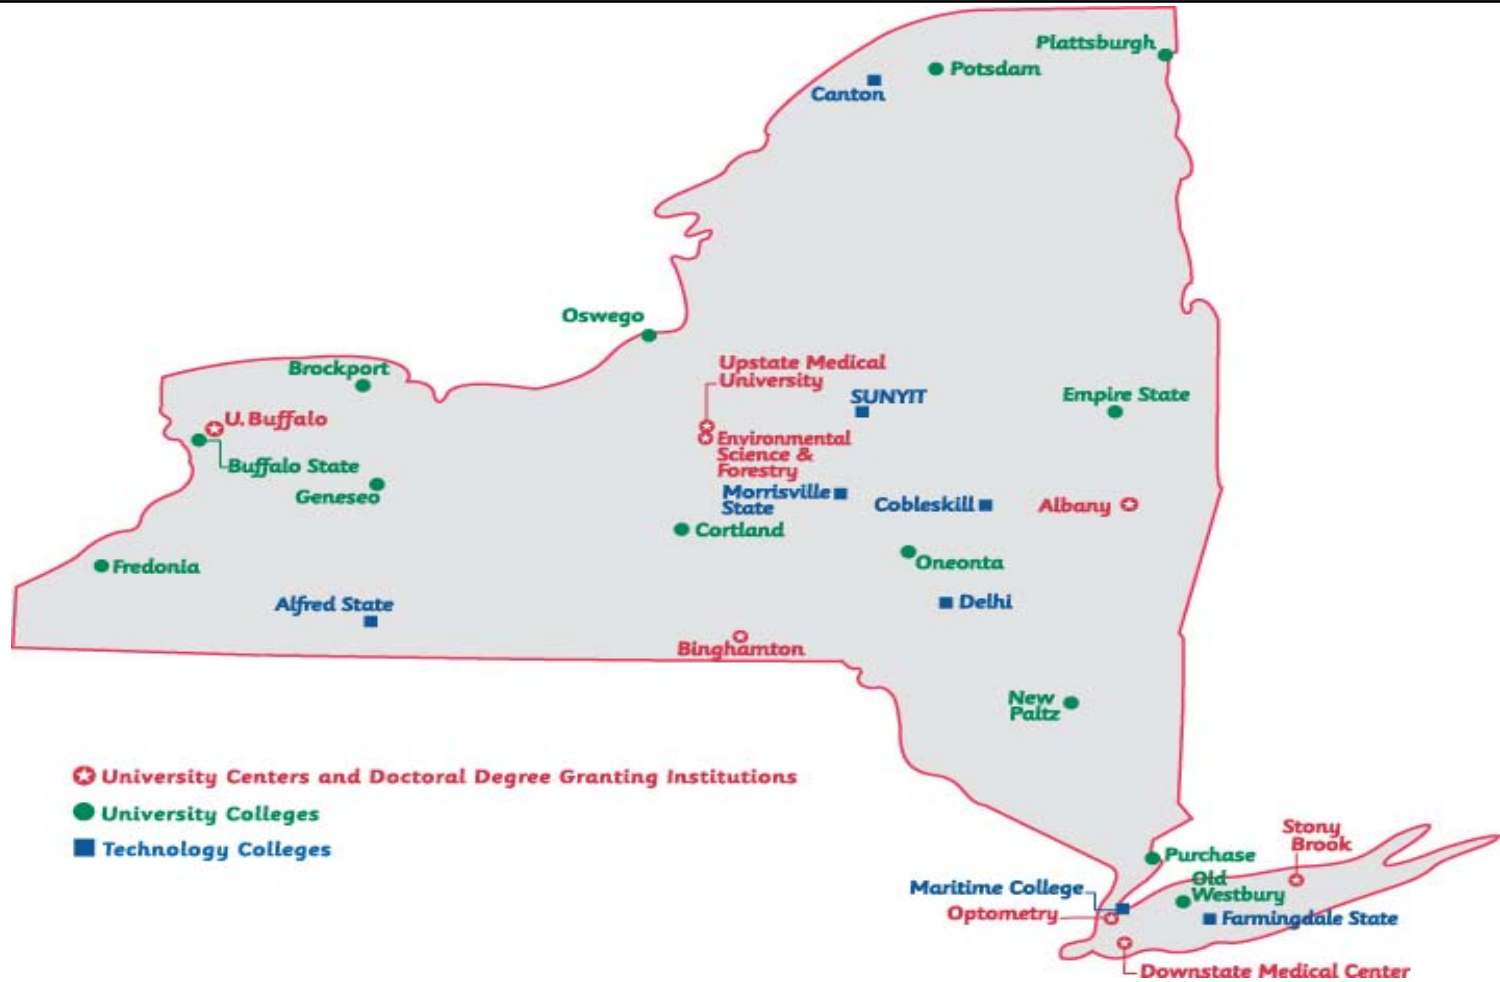 Plattsburgh
Potsdam
Canton
Oswego
Brockport
Upstate Medical
University
SUNYIT
Empire State
U. Buffalo
Environmental
Science &
Forestry
Buffalo State
Geneseo
Morrisville
State
Cobleskill
Albany
Cortland
Oneonta
Fredonia
Alfred State
Delhi
Binghamton
New
Paltz
University Centers and Doctoral Degree Granting Institutions
University Colleges
Technology Colleges
Stony
Brook
Purchase
Old
Westbury
Maritime College
Optometry
Farmingdale State
Downstate Medical Center